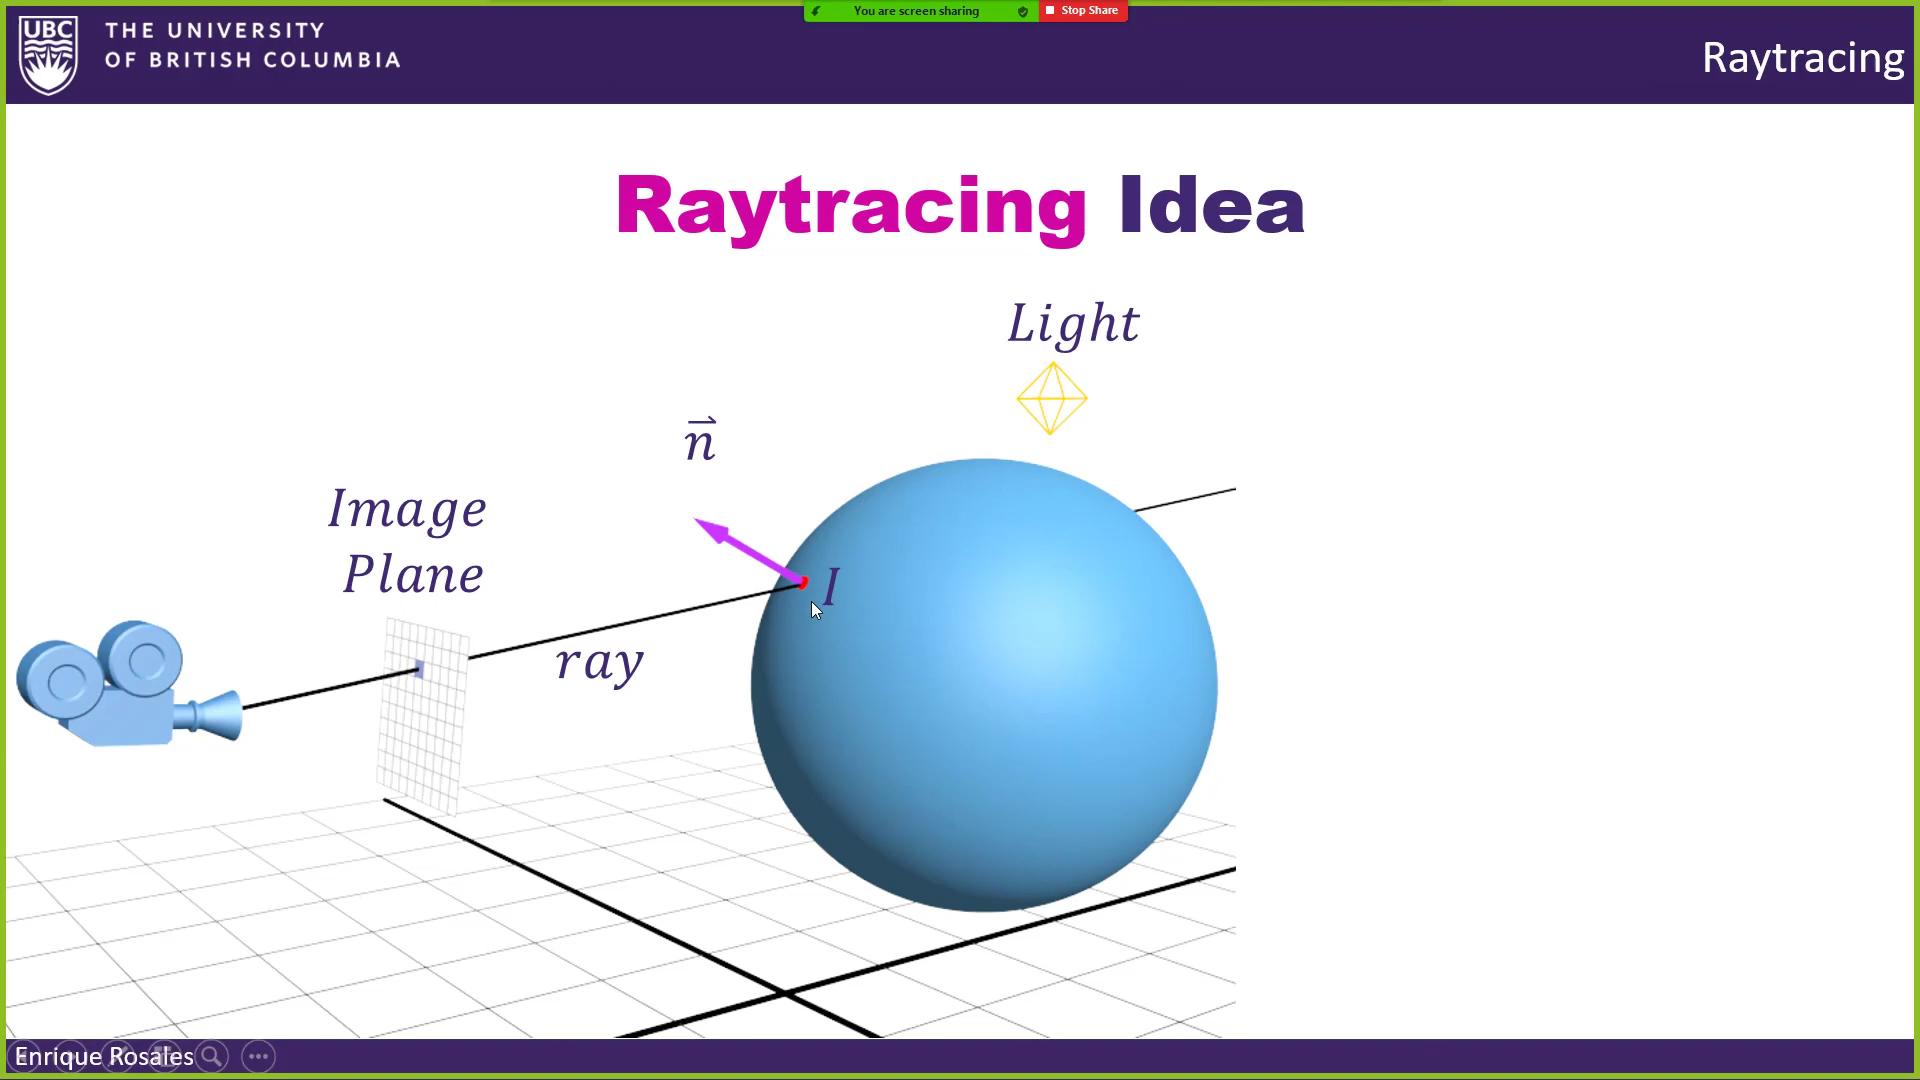 You are screen sharing
Stop Share
UBC
THE UNIVERSITY
OF BRITISH COLUMBIA
Raytracing
Raytracing Idea
Light
n⃗
Image
Plane
I
ray
Enrique Rosales